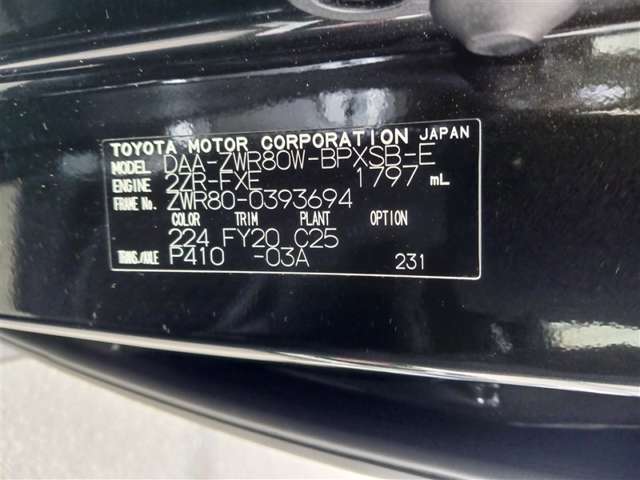 TOYOTA MOTOR CORPORATION JAPAN
MODEL DAA-ZWR80W-BPXSB-E
ENGINE 2ZR-FXE 1797 mL
FRAME No. ZWR80-0393694
COLOR TRIM PLANT OPTION
224 FY20 C25
TRANS./AXLE P410 -03A 231